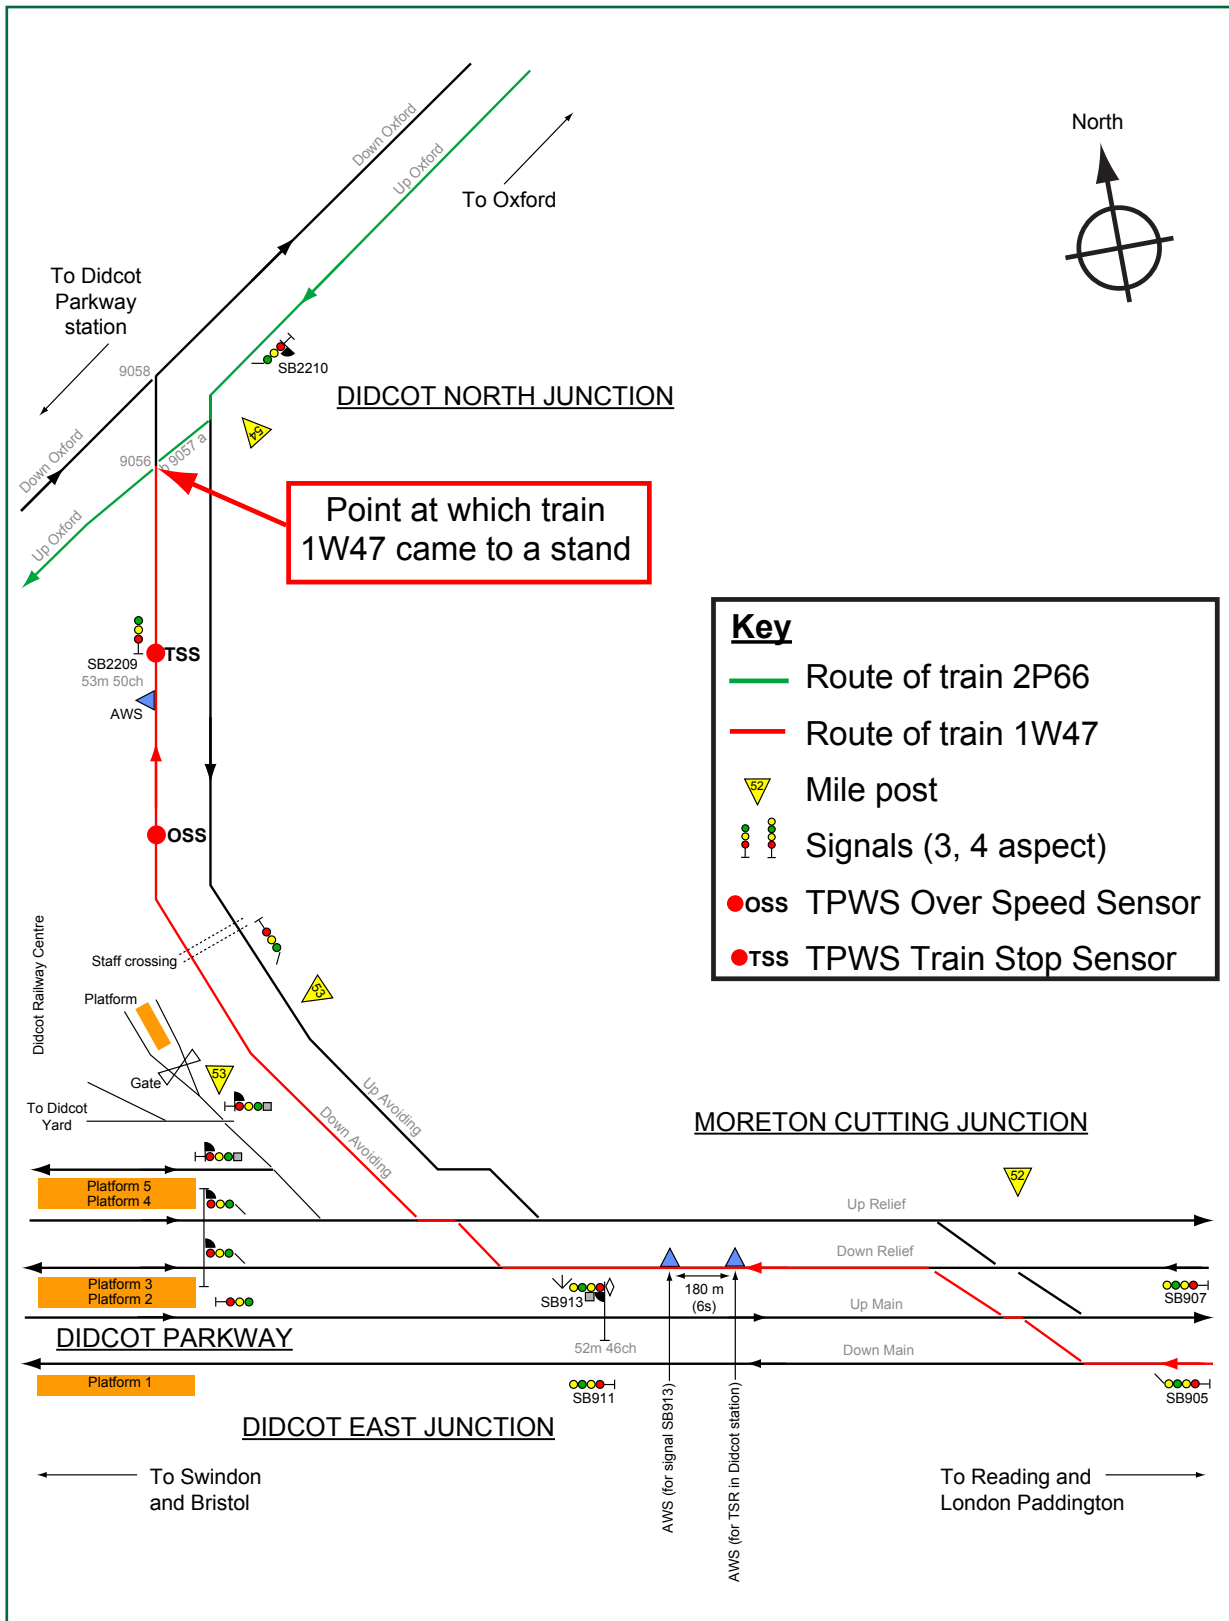 North
Down Oxford
Up Oxford
To Oxford
To Didcot
Parkway
station
SB2210
9058
DIDCOT NORTH JUNCTION
54
Down Oxford
9056
b 9057 a
Up Oxford
Point at which train
1W47 came to a stand
TSS
SB2209
53m 50ch
AWS
OSS
Key
Route of train 2P66
Route of train 1W47
52
Mile post
Signals (3, 4 aspect)
OSS
TPWS Over Speed Sensor
TSS
TPWS Train Stop Sensor
Didcot Railway Centre
Staff crossing
53
Platform
Gate
53
To Didcot
Yard
Up Avoiding
Down Avoiding
MORETON CUTTING JUNCTION
52
Platform 5
Platform 4
Up Relief
Down Relief
Platform 3
Platform 2
SB913
180 m
(6s)
SB907
Up Main
DIDCOT PARKWAY
52m 46ch
Down Main
Platform 1
SB911
SB905
DIDCOT EAST JUNCTION
AWS (for signal SB913)
AWS (for TSR in Didcot station)
To Swindon
and Bristol
To Reading and
London Paddington